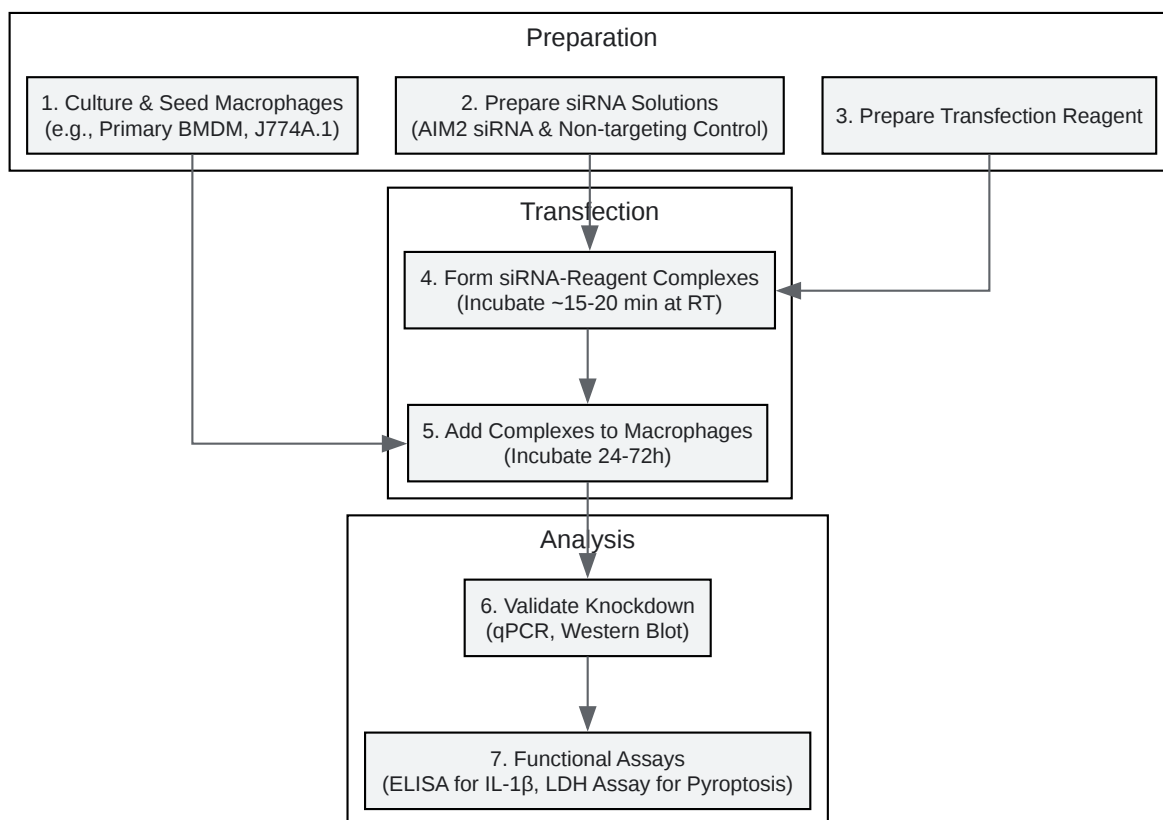 Preparation
1. Culture & Seed Macrophages
(e.g., Primary BMDM, J774A.1)
2. Prepare siRNA Solutions
(AIM2 siRNA & Non-targeting Control)
3. Prepare Transfection Reagent
Transfection
4. Form siRNA-Reagent Complexes
(Incubate ~15-20 min at RT)
5. Add Complexes to Macrophages
(Incubate 24-72h)
Analysis
6. Validate Knockdown
(qPCR, Western Blot)
7. Functional Assays
(ELISA for IL-1β, LDH Assay for Pyroptosis)